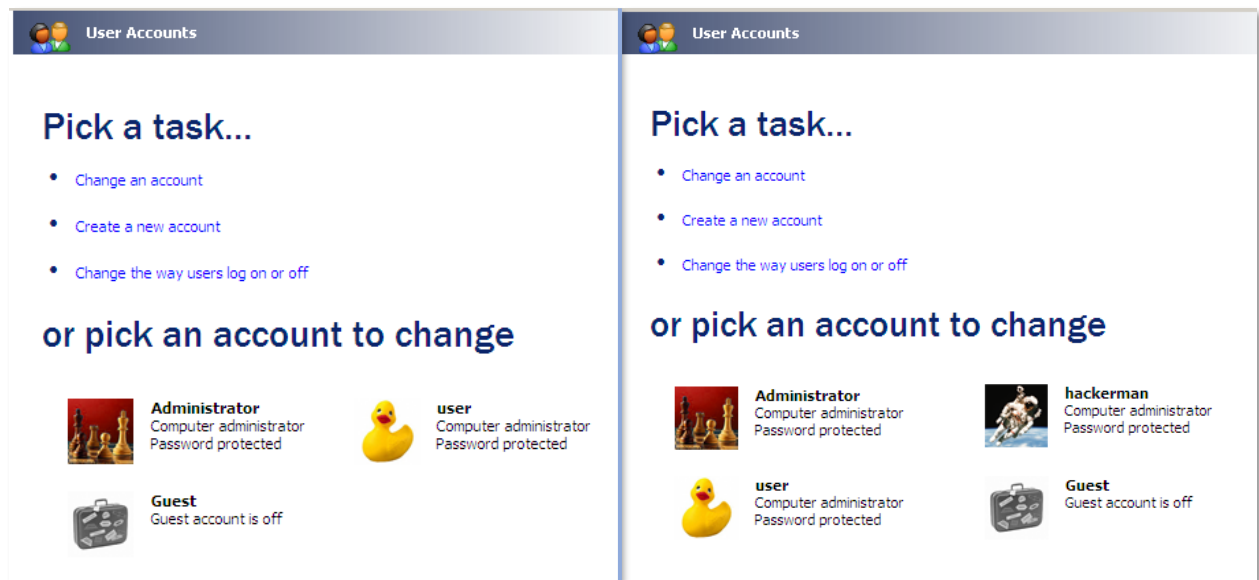 User Accounts
Pick a task...
• Change an account
• Create a new account
• Change the way users log on or off
or pick an account to change
Administrator
Computer administrator
Password protected
user
Computer administrator
Password protected
Guest
Guest account is off
User Accounts
Pick a task...
• Change an account
• Create a new account
• Change the way users log on or off
or pick an account to change
Administrator
Computer administrator
Password protected
hackerman
Computer administrator
Password protected
user
Computer administrator
Password protected
Guest
Guest account is off